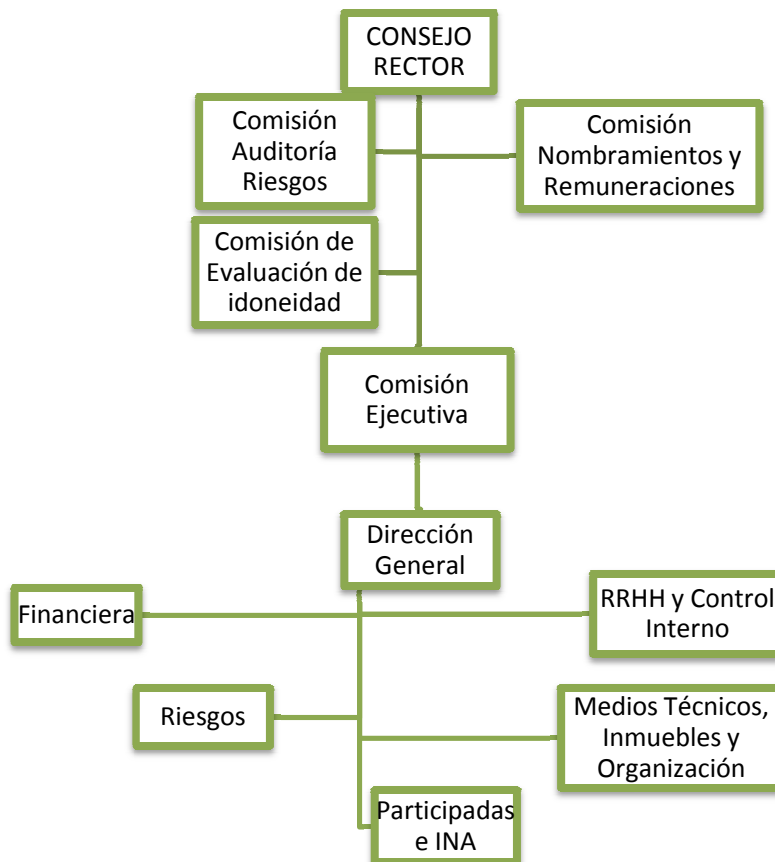 CONSEJO
RECTOR
Comisión
Auditoría
Riesgos
Comisión
Nombramientos y
Remuneraciones
Comisión de
Evaluación de
idoneidad
Comisión
Ejecutiva
Dirección
General
Financiera
RRHH y Control
Interno
Riesgos
Medios Técnicos,
Inmuebles y
Organización
Participadas
e INA